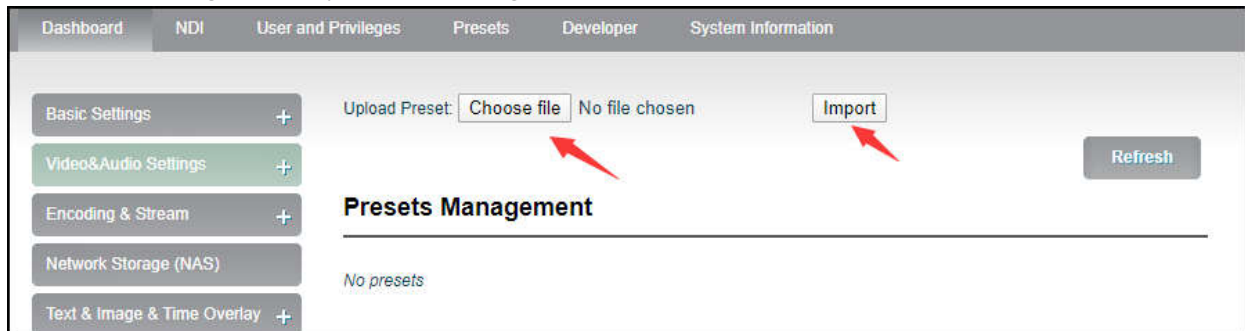 Dashboard NDI User and Privileges Presets Developer System Information
Basic Settings +
Video&Audio Settings +
Encoding & Stream +
Network Storage (NAS)
Text & Image & Time Overlay +
Upload Preset: Choose file No file chosen Import
Refresh
Presets Management
No presets